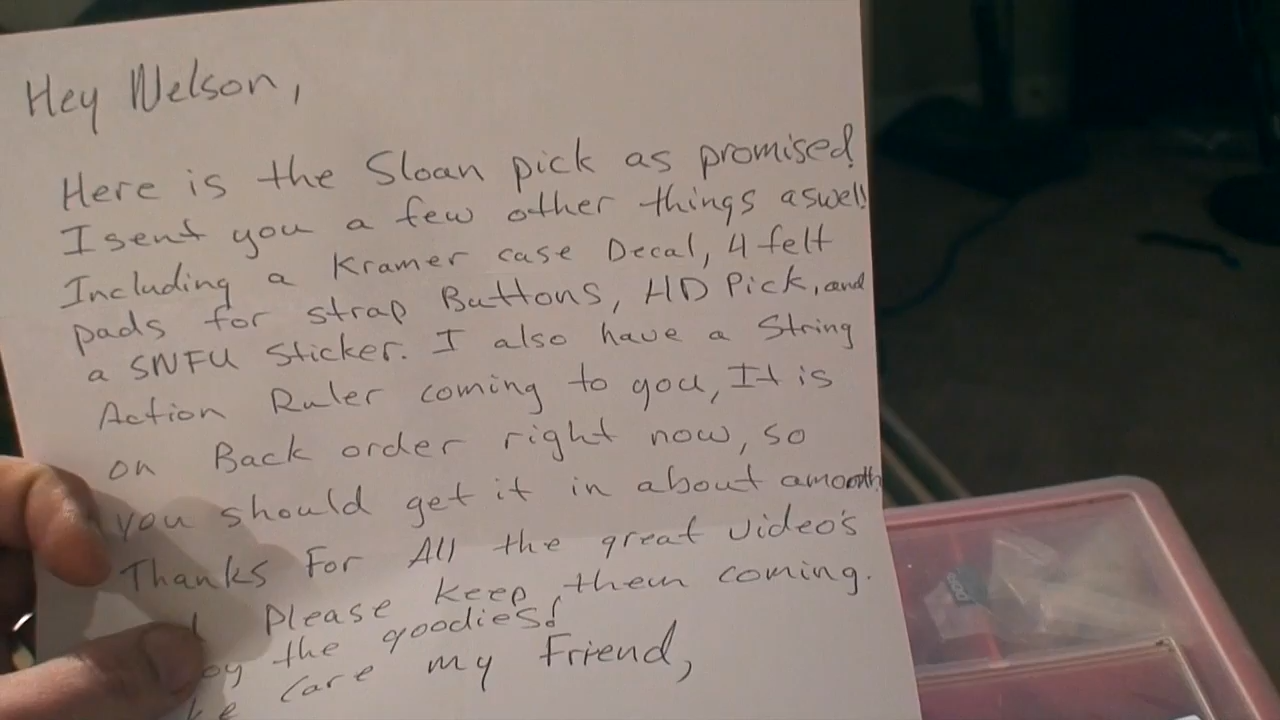 Hey Nelson,
Here is the Sloan pick as promised!
I sent you a few other things aswell!
Including a Kramer case Decal, 4 felt
pads for strap Buttons, HD Pick, and
a SNFU Sticker. I also have a String
Action Ruler coming to you, It is
on Back order right now, so
you should get it in about amonth
Thanks For All the great video's
Please keep them coming.
the goodies!
care my Friend,